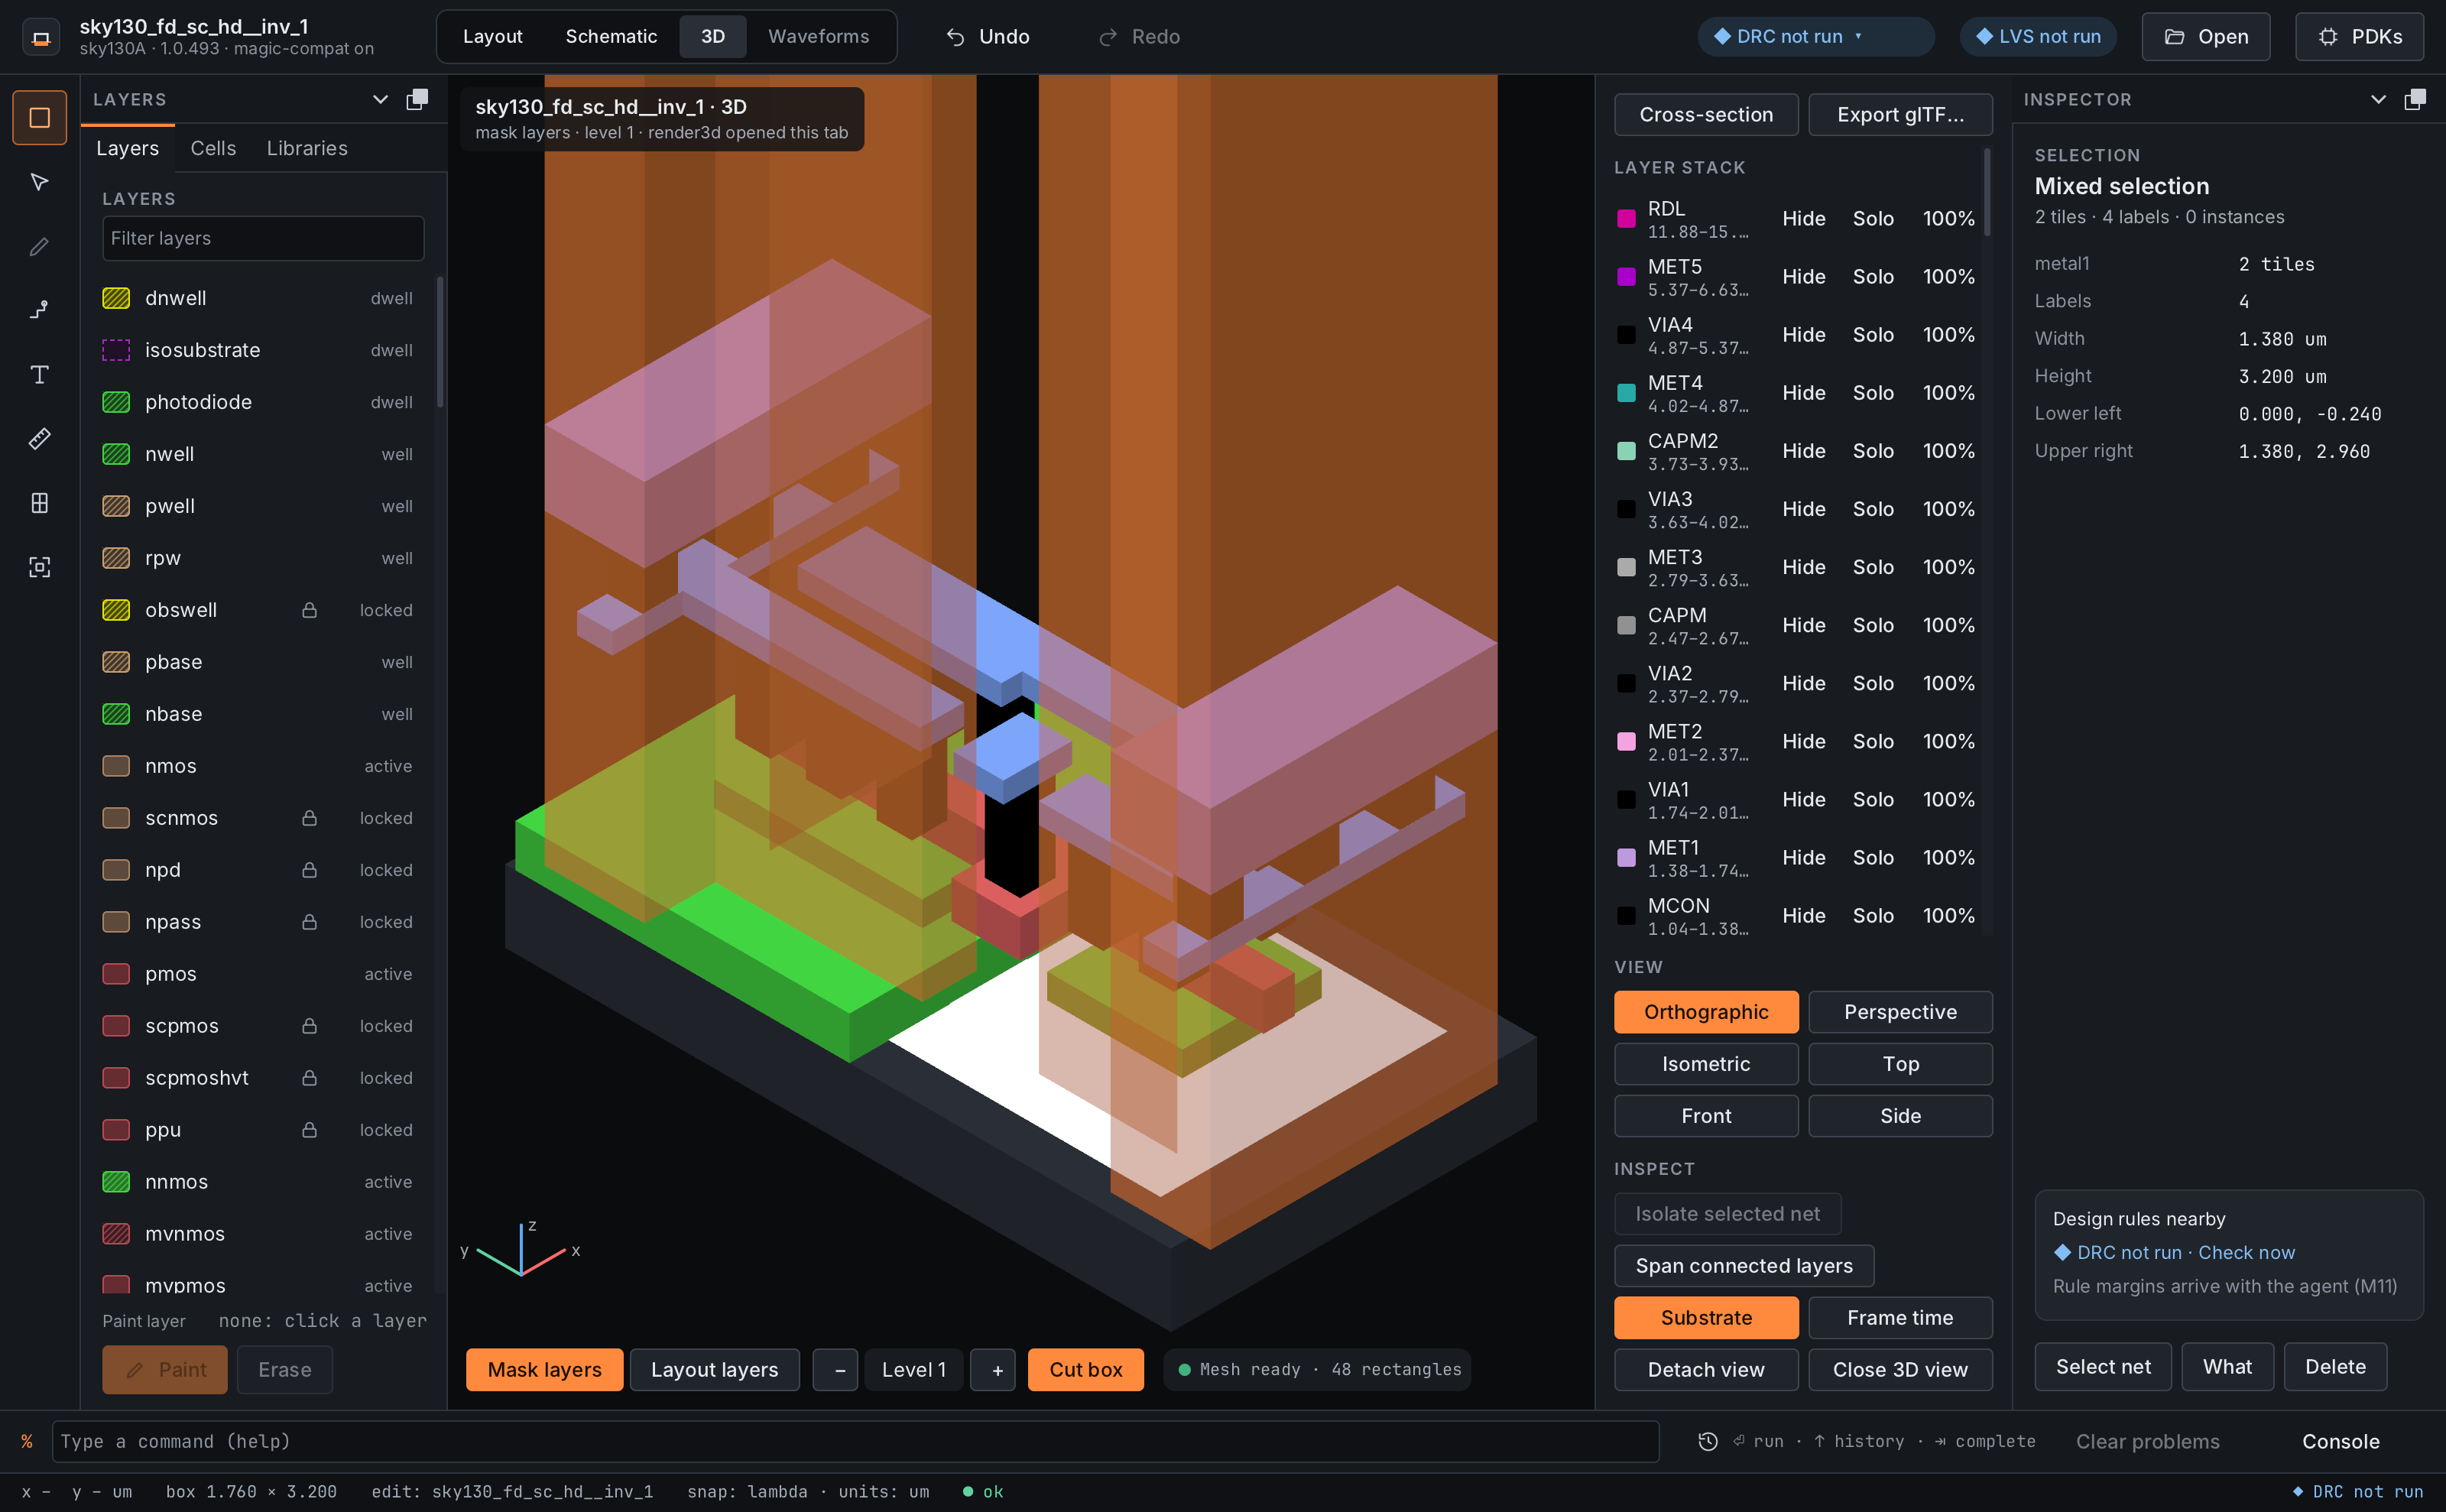 sky130_fd_sc_hd__inv_1
sky130A · 1.0.493 · magic-compat on
Layout
Schematic
3D
Waveforms
Undo
Redo
DRC not run
LVS not run
Open
PDKs
LAYERS
Layers
Cells
Libraries
LAYERS
Filter layers
dnwell dwell
isosubstrate dwell
photodiode dwell
nwell well
pwell well
rpw well
obswell locked
pbase well
nbase well
nmos active
scnmos locked
npd locked
npass locked
pmos active
scpmos locked
scpmoshvt locked
ppu locked
nnmos active
mvnmos active
mvpmos active
Paint layer none: click a layer
Paint
Erase
sky130_fd_sc_hd__inv_1 · 3D
mask layers · level 1 · render3d opened this tab
z
y
x
Mask layers
Layout layers
−
Level 1
+
Cut box
Mesh ready · 48 rectangles
Cross-section
Export glTF...
LAYER STACK
RDL Hide Solo 100%
11.88–15.…
MET5 Hide Solo 100%
5.37–6.63…
VIA4 Hide Solo 100%
4.87–5.37…
MET4 Hide Solo 100%
4.02–4.87…
CAPM2 Hide Solo 100%
3.73–3.93…
VIA3 Hide Solo 100%
3.63–4.02…
MET3 Hide Solo 100%
2.79–3.63…
CAPM Hide Solo 100%
2.47–2.67…
VIA2 Hide Solo 100%
2.37–2.79…
MET2 Hide Solo 100%
2.01–2.37…
VIA1 Hide Solo 100%
1.74–2.01…
MET1 Hide Solo 100%
1.38–1.74…
MCON Hide Solo 100%
1.04–1.38…
VIEW
Orthographic
Perspective
Isometric
Top
Front
Side
INSPECT
Isolate selected net
Span connected layers
Substrate
Frame time
Detach view
Close 3D view
INSPECTOR
SELECTION
Mixed selection
2 tiles · 4 labels · 0 instances
metal1 2 tiles
Labels 4
Width 1.380 um
Height 3.200 um
Lower left 0.000, -0.240
Upper right 1.380, 2.960
Design rules nearby
DRC not run · Check now
Rule margins arrive with the agent (M11)
Select net
What
Delete
% Type a command (help)
⏎ run · ↑ history · ⇥ complete
Clear problems
Console
x – y – um box 1.760 × 3.200 edit: sky130_fd_sc_hd__inv_1 snap: lambda · units: um ok
DRC not run